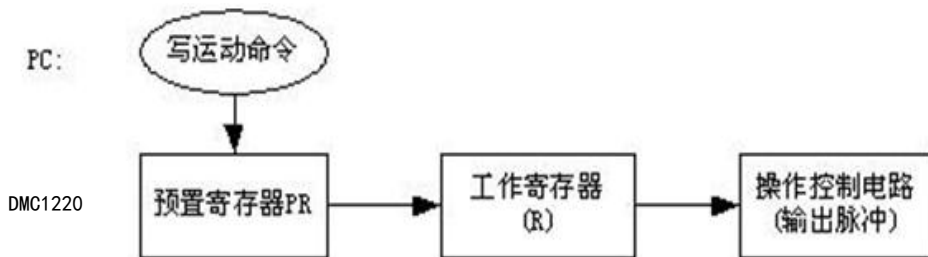 PC:
写运动命令
DMC1220
预置寄存器PR
工作寄存器
(R)
操作控制电路
(输出脉冲)